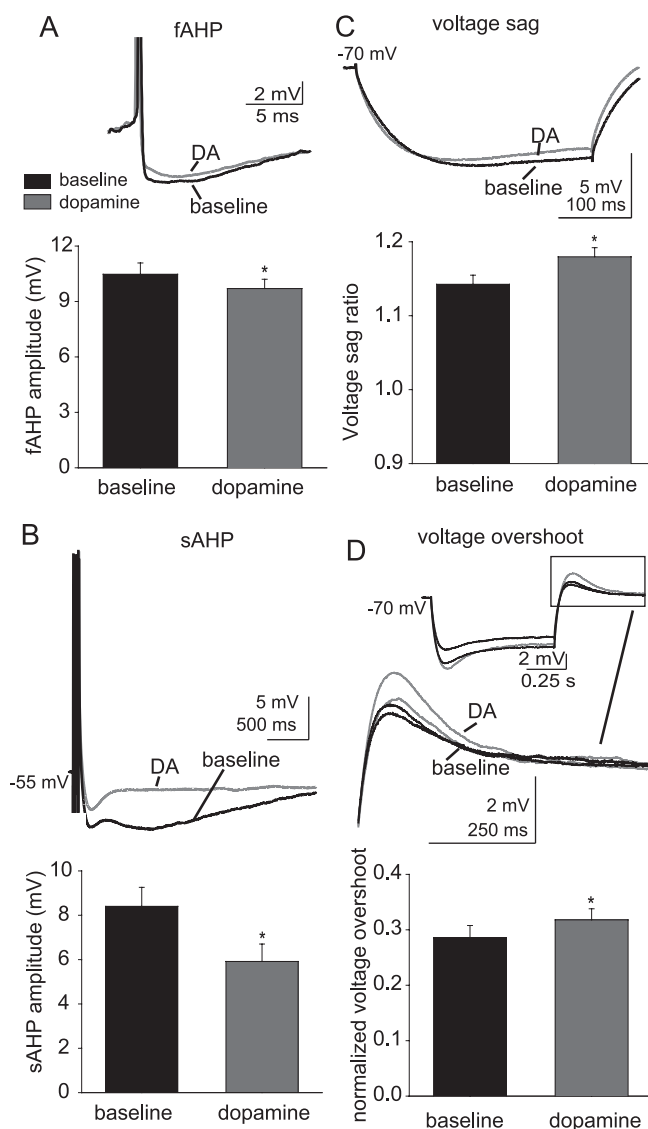 A
fAHP
2 mV
5 ms
DA
baseline
baseline
dopamine
fAHP amplitude (mV)
12
9
6
3
0
*
baseline
dopamine
C
voltage sag
-70 mV
DA
baseline
5 mV
100 ms
Voltage sag ratio
1.2
1.1
1.0
0.9
*
baseline
dopamine
B
sAHP
5 mV
500 ms
-55 mV
DA
baseline
sAHP amplitude (mV)
10
8
6
4
2
0
*
baseline
dopamine
D
voltage overshoot
-70 mV
2 mV
0.25 s
DA
baseline
2 mV
250 ms
normalized voltage overshoot
0.4
0.3
0.2
0.1
0.0
*
baseline
dopamine